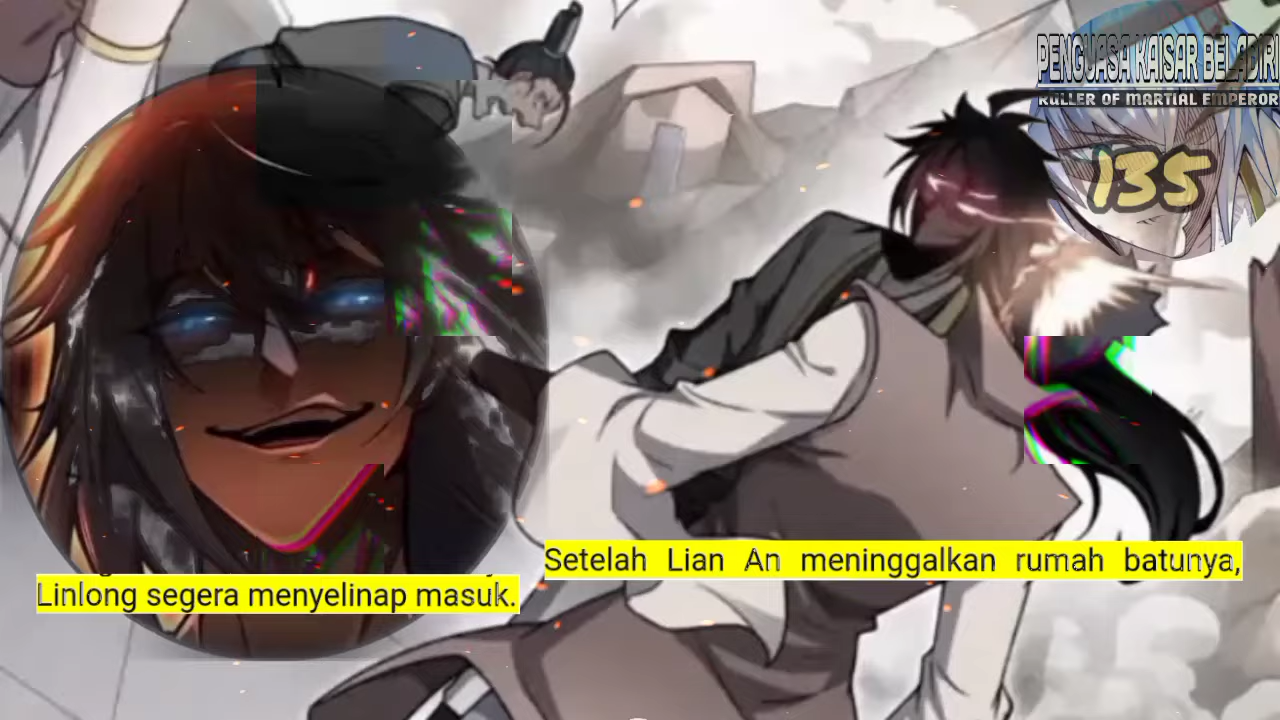 PENGUASA KAISAR BELADIRI
RULLER OF MARTIAL EMPEROR
135
Setelah Lian An meninggalkan rumah batunya,
Linlong segera menyelinap masuk.